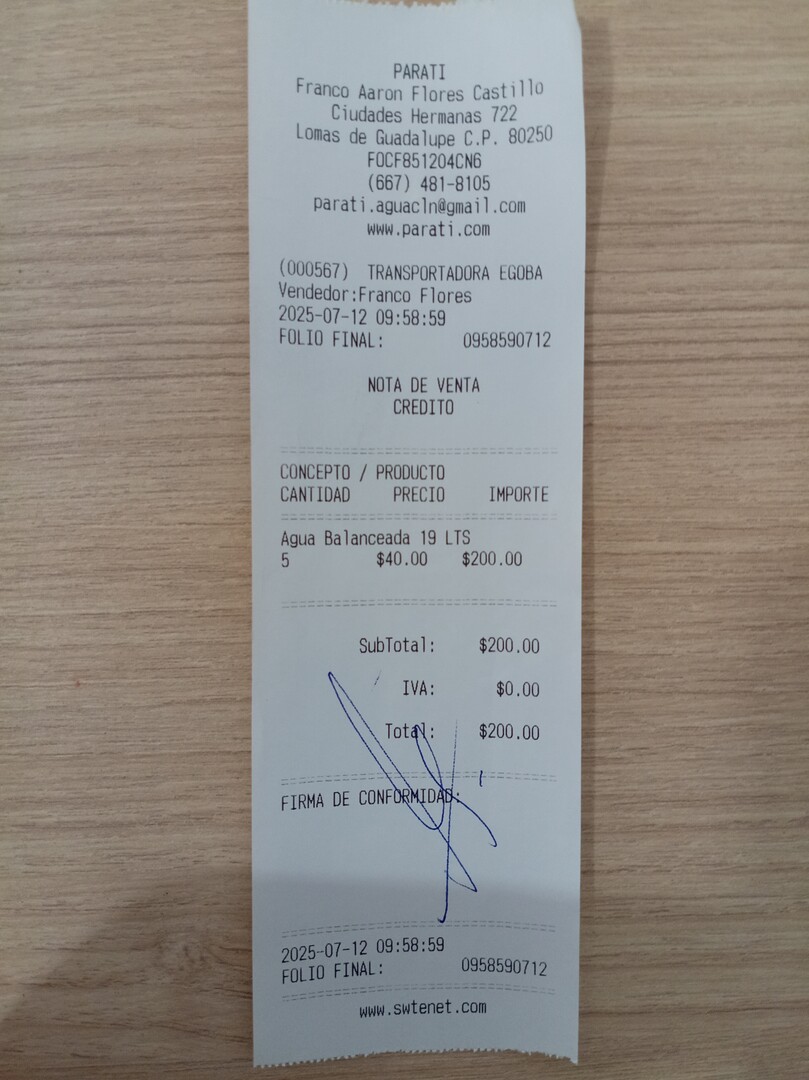 PARATI
Franco Aaron Flores Castillo
Ciudades Hermanas 722
Lomas de Guadalupe C.P. 80250
FOCF851204CN6
(667) 481-8105
parati.aguacln@gmail.com
www.parati.com
(000567) TRANSPORTADORA EGOBA
Vendedor:Franco Flores
2025-07-12 09:58:59
FOLIO FINAL: 0958590712
NOTA DE VENTA
CREDITO
CONCEPTO / PRODUCTO
CANTIDAD PRECIO IMPORTE
Agua Balanceada 19 LTS
5 $40.00 $200.00
SubTotal: $200.00
IVA: $0.00
Total: $200.00
FIRMA DE CONFORMIDAD:
2025-07-12 09:58:59
FOLIO FINAL: 0958590712
www.swtenet.com